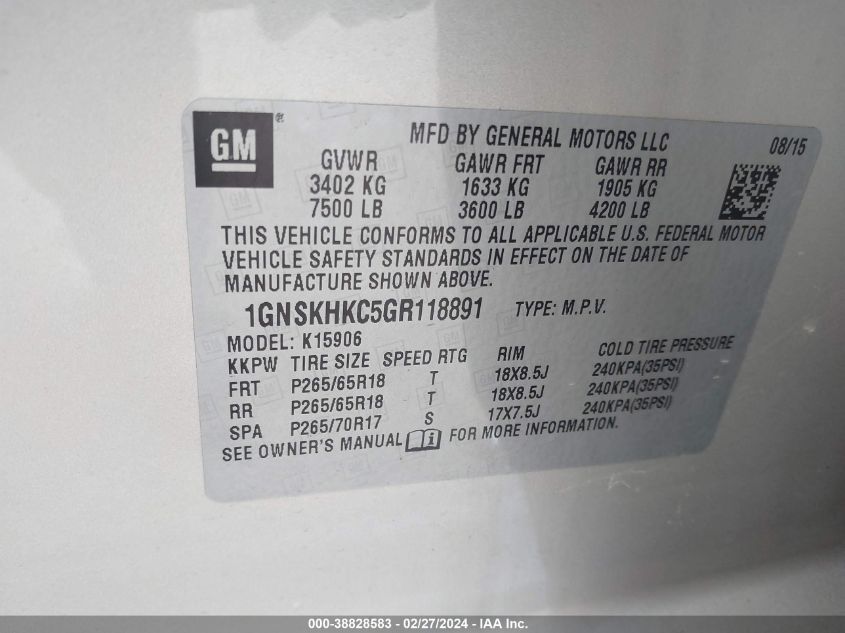 GM ®
MFD BY GENERAL MOTORS LLC 08/15
GVWR GAWR FRT GAWR RR
3402 KG 1633 KG 1905 KG
7500 LB 3600 LB 4200 LB
THIS VEHICLE CONFORMS TO ALL APPLICABLE U.S. FEDERAL MOTOR
VEHICLE SAFETY STANDARDS IN EFFECT ON THE DATE OF
MANUFACTURE SHOWN ABOVE.
1GNSKHKC5GR118891 TYPE: M.P.V.
MODEL: K15906
KKPW TIRE SIZE SPEED RTG RIM COLD TIRE PRESSURE
FRT P265/65R18 T 18X8.5J 240KPA(35PSI)
RR P265/65R18 T 18X8.5J 240KPA(35PSI)
SPA P265/70R17 S 17X7.5J 240KPA(35PSI)
SEE OWNER'S MANUAL i FOR MORE INFORMATION.
000-38828583 - 02/27/2024 - IAA Inc.